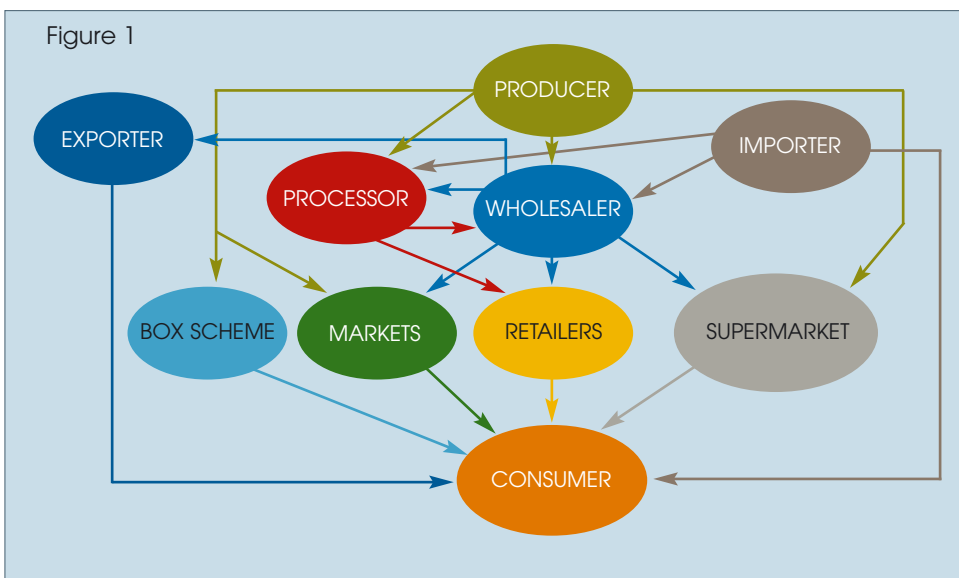 Figure 1
PRODUCER
EXPORTER
IMPORTER
PROCESSOR
WHOLESALER
BOX SCHEME
MARKETS
RETAILERS
SUPERMARKET
CONSUMER